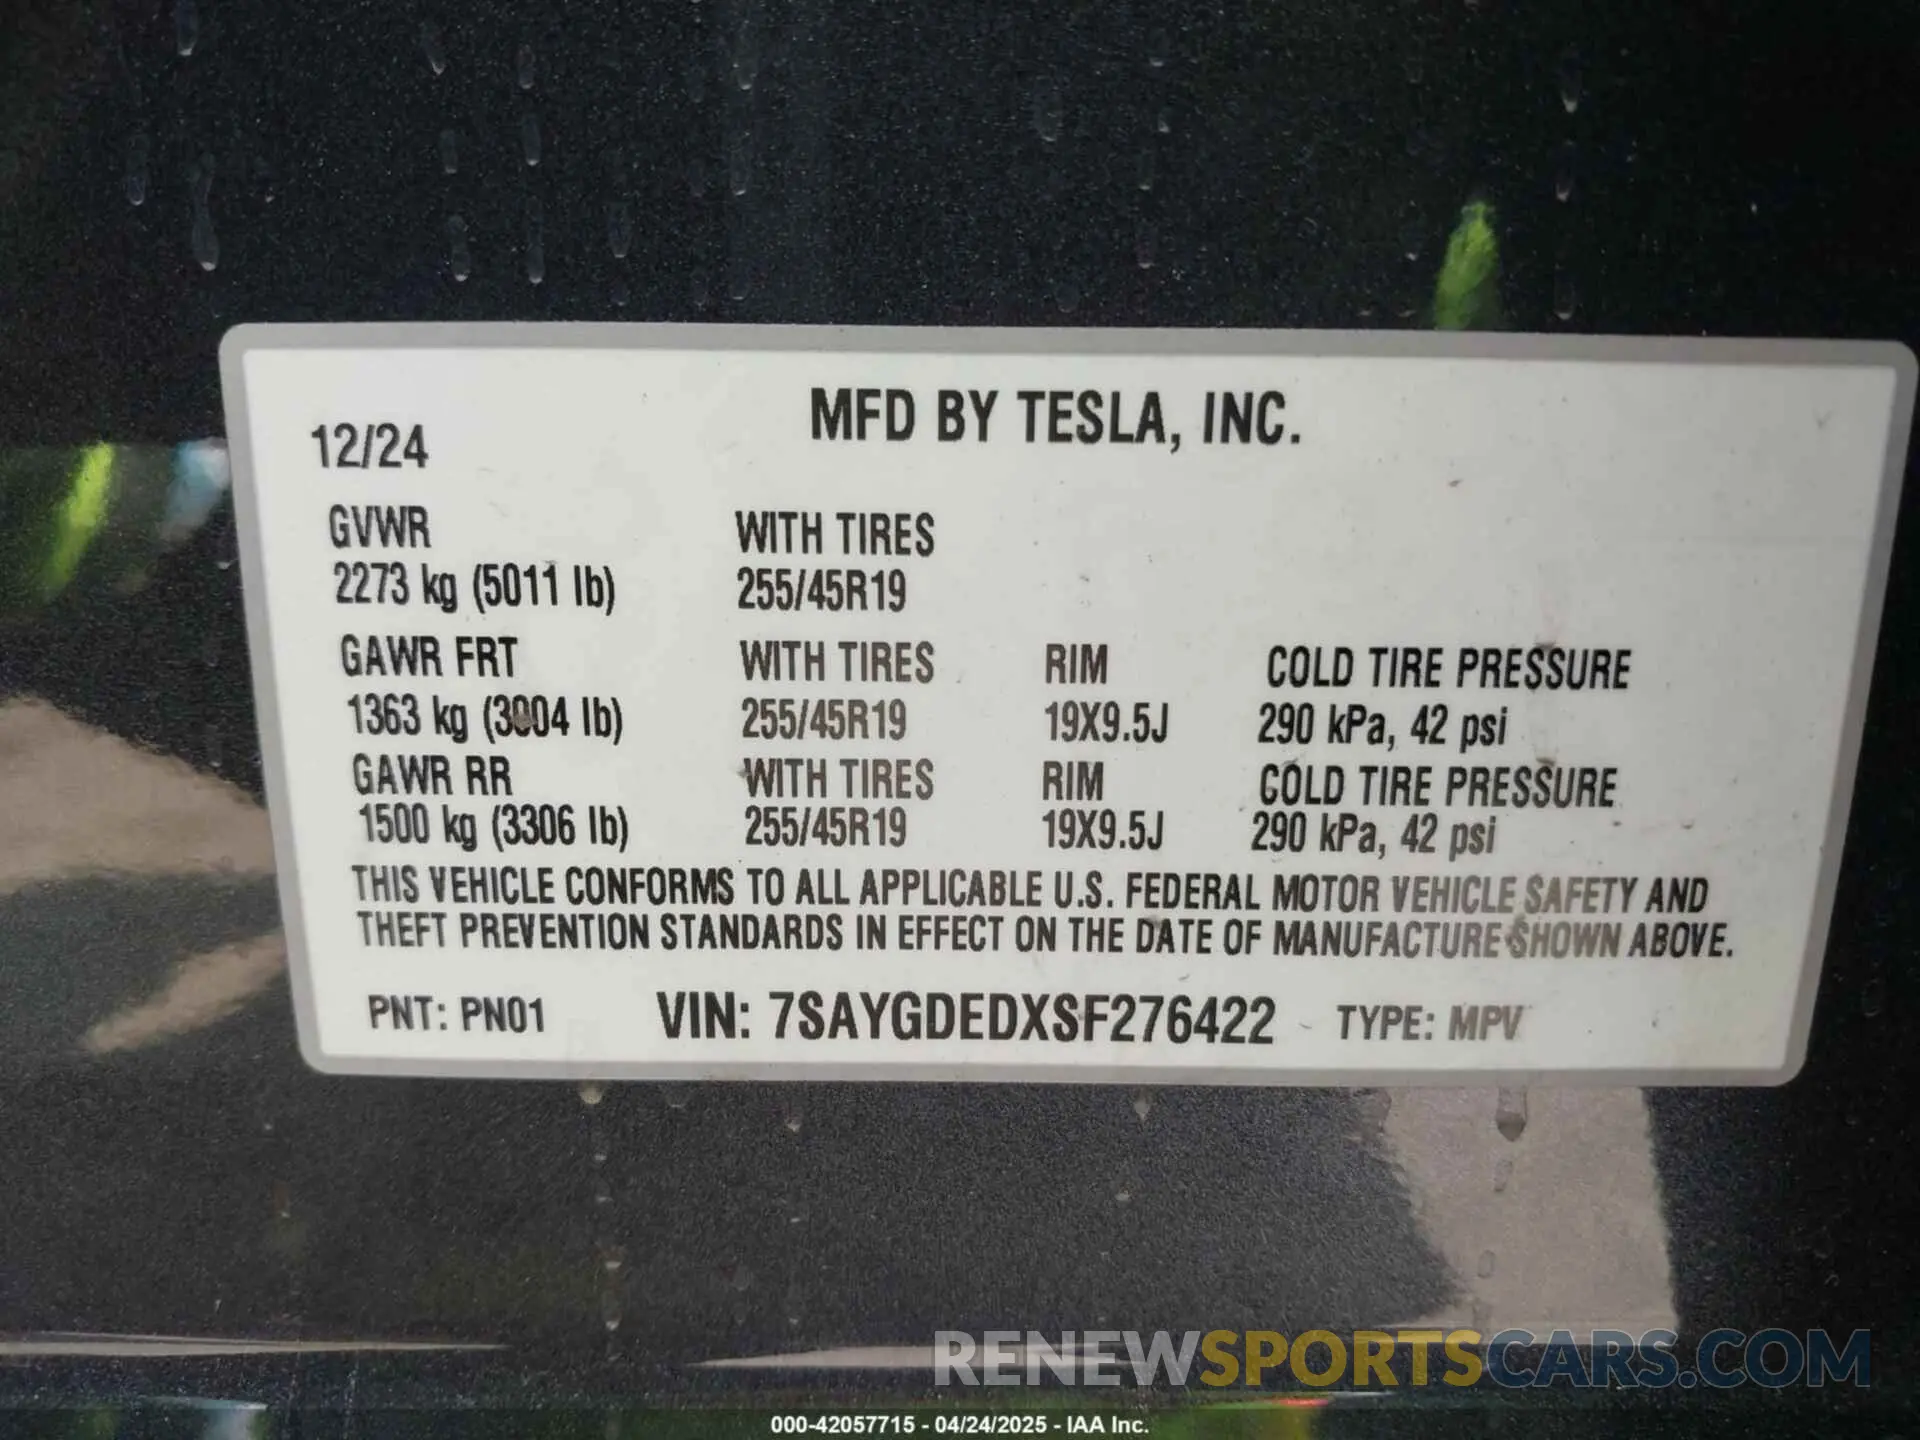 MFD BY TESLA, INC.
12/24
GVWR WITH TIRES
2273 kg (5011 lb) 255/45R19
GAWR FRT WITH TIRES RIM COLD TIRE PRESSURE
1363 kg (3004 lb) 255/45R19 19X9.5J 290 kPa, 42 psi
GAWR RR WITH TIRES RIM COLD TIRE PRESSURE
1500 kg (3306 lb) 255/45R19 19X9.5J 290 kPa, 42 psi
THIS VEHICLE CONFORMS TO ALL APPLICABLE U.S. FEDERAL MOTOR VEHICLE SAFETY AND
THEFT PREVENTION STANDARDS IN EFFECT ON THE DATE OF MANUFACTURE SHOWN ABOVE.
PNT: PN01 VIN: 7SAYGDEDXSF276422 TYPE: MPV
RENEWSPORTSCARS.COM
000-42057715 - 04/24/2025 - IAA Inc.